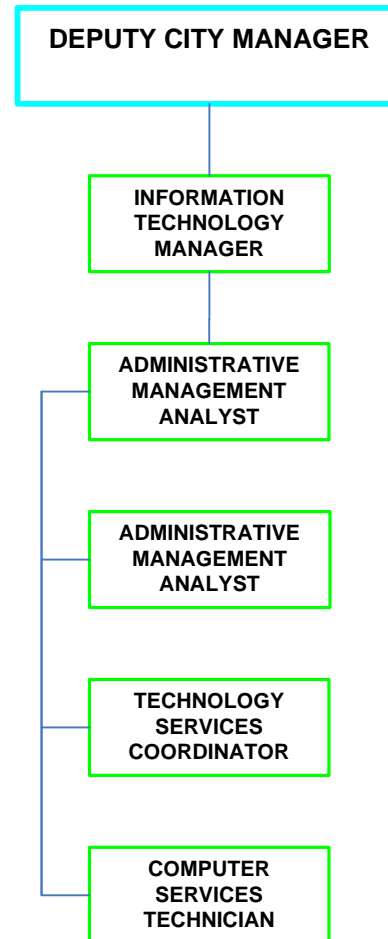 DEPUTY CITY MANAGER
INFORMATION
TECHNOLOGY
MANAGER
ADMINISTRATIVE
MANAGEMENT
ANALYST
ADMINISTRATIVE
MANAGEMENT
ANALYST
TECHNOLOGY
SERVICES
COORDINATOR
COMPUTER
SERVICES
TECHNICIAN